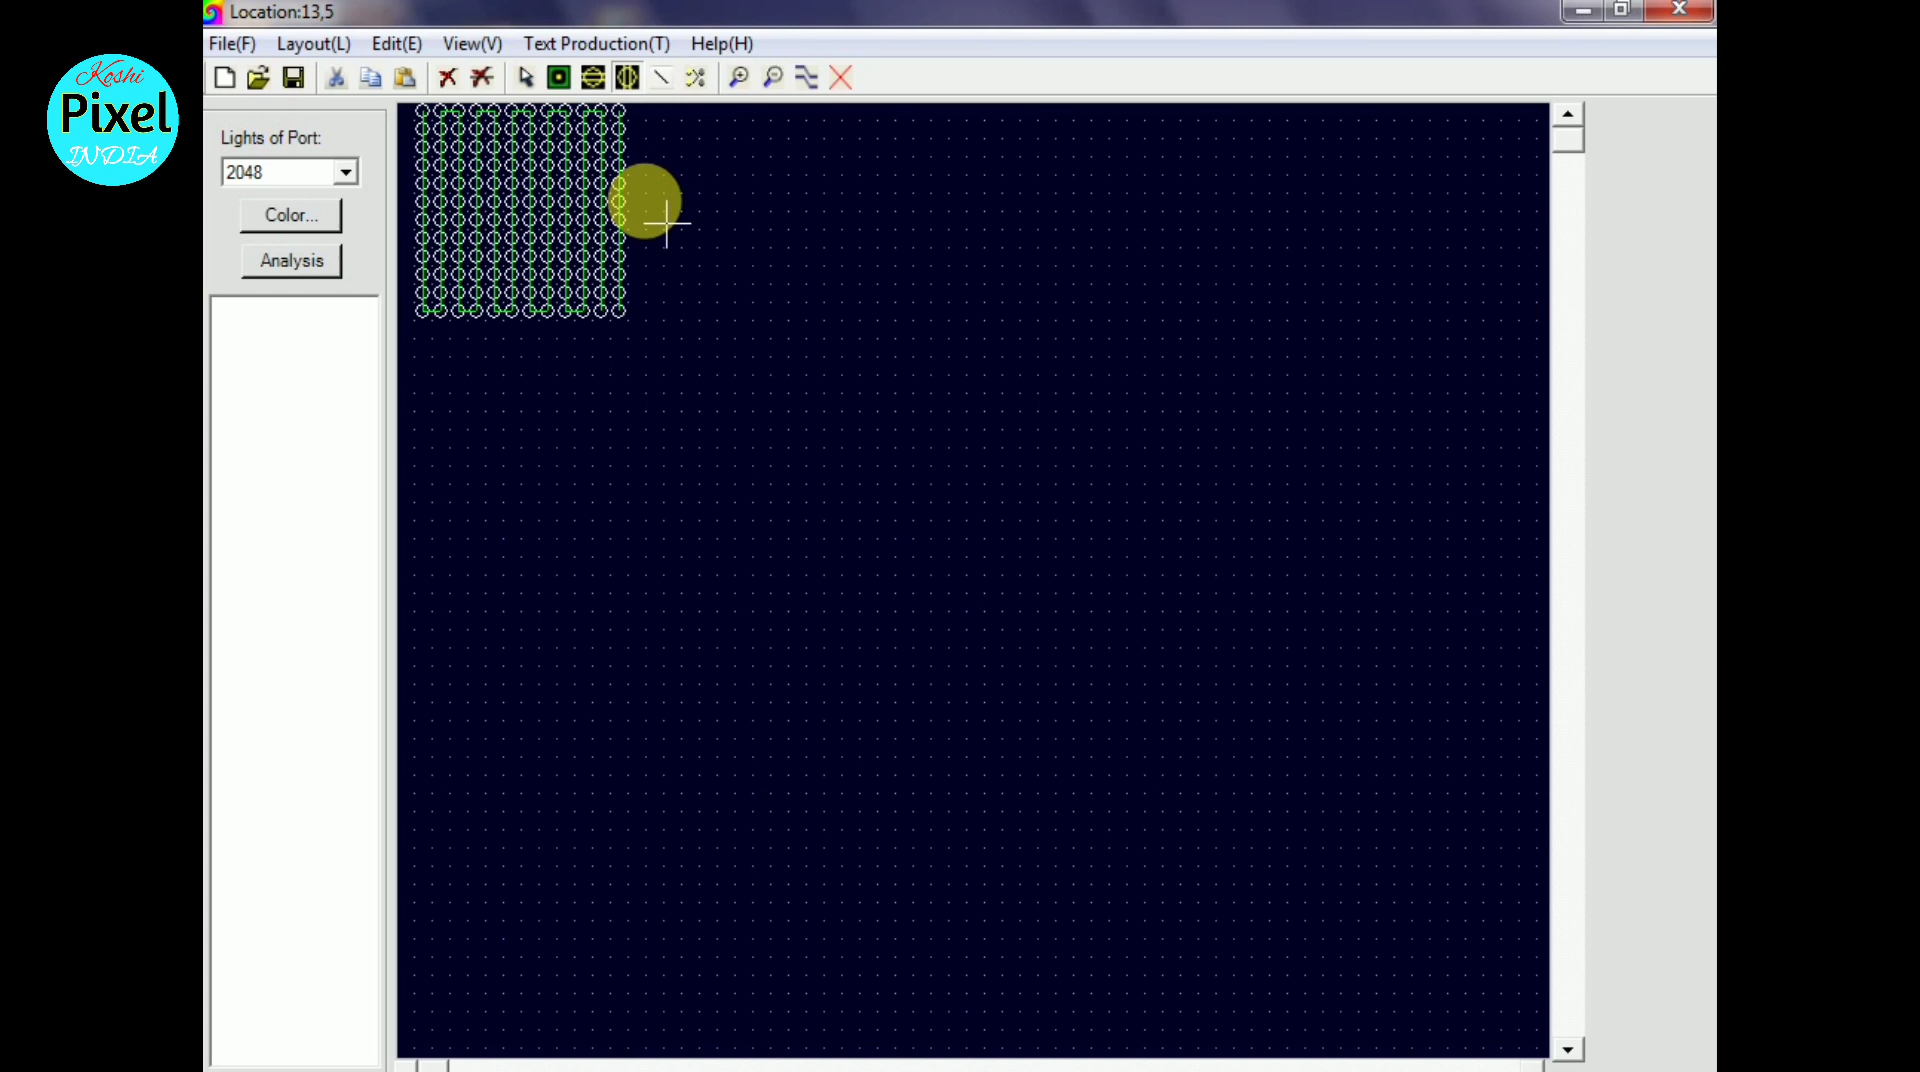 Location:13,5
File(F) Layout(L) Edit(E) View(V) Text Production(T) Help(H)
Koshi
Pixel
INDIA
Lights of Port:
2048
Color...
Analysis